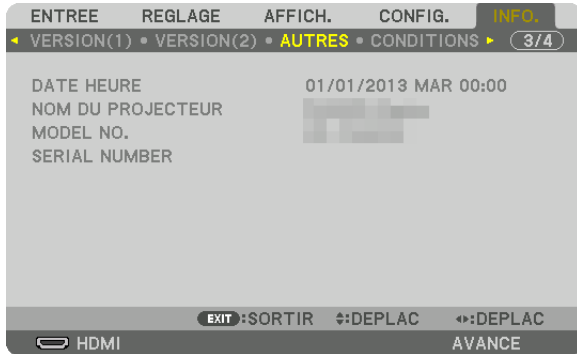 ENTREE REGLAGE AFFICH. CONFIG. INFO.
VERSION(1) VERSION(2) AUTRES CONDITIONS 3/4
DATE HEURE 01/01/2013 MAR 00:00
NOM DU PROJECTEUR
MODEL NO.
SERIAL NUMBER
EXIT :SORTIR :DEPLAC :DEPLAC
HDMI AVANCE